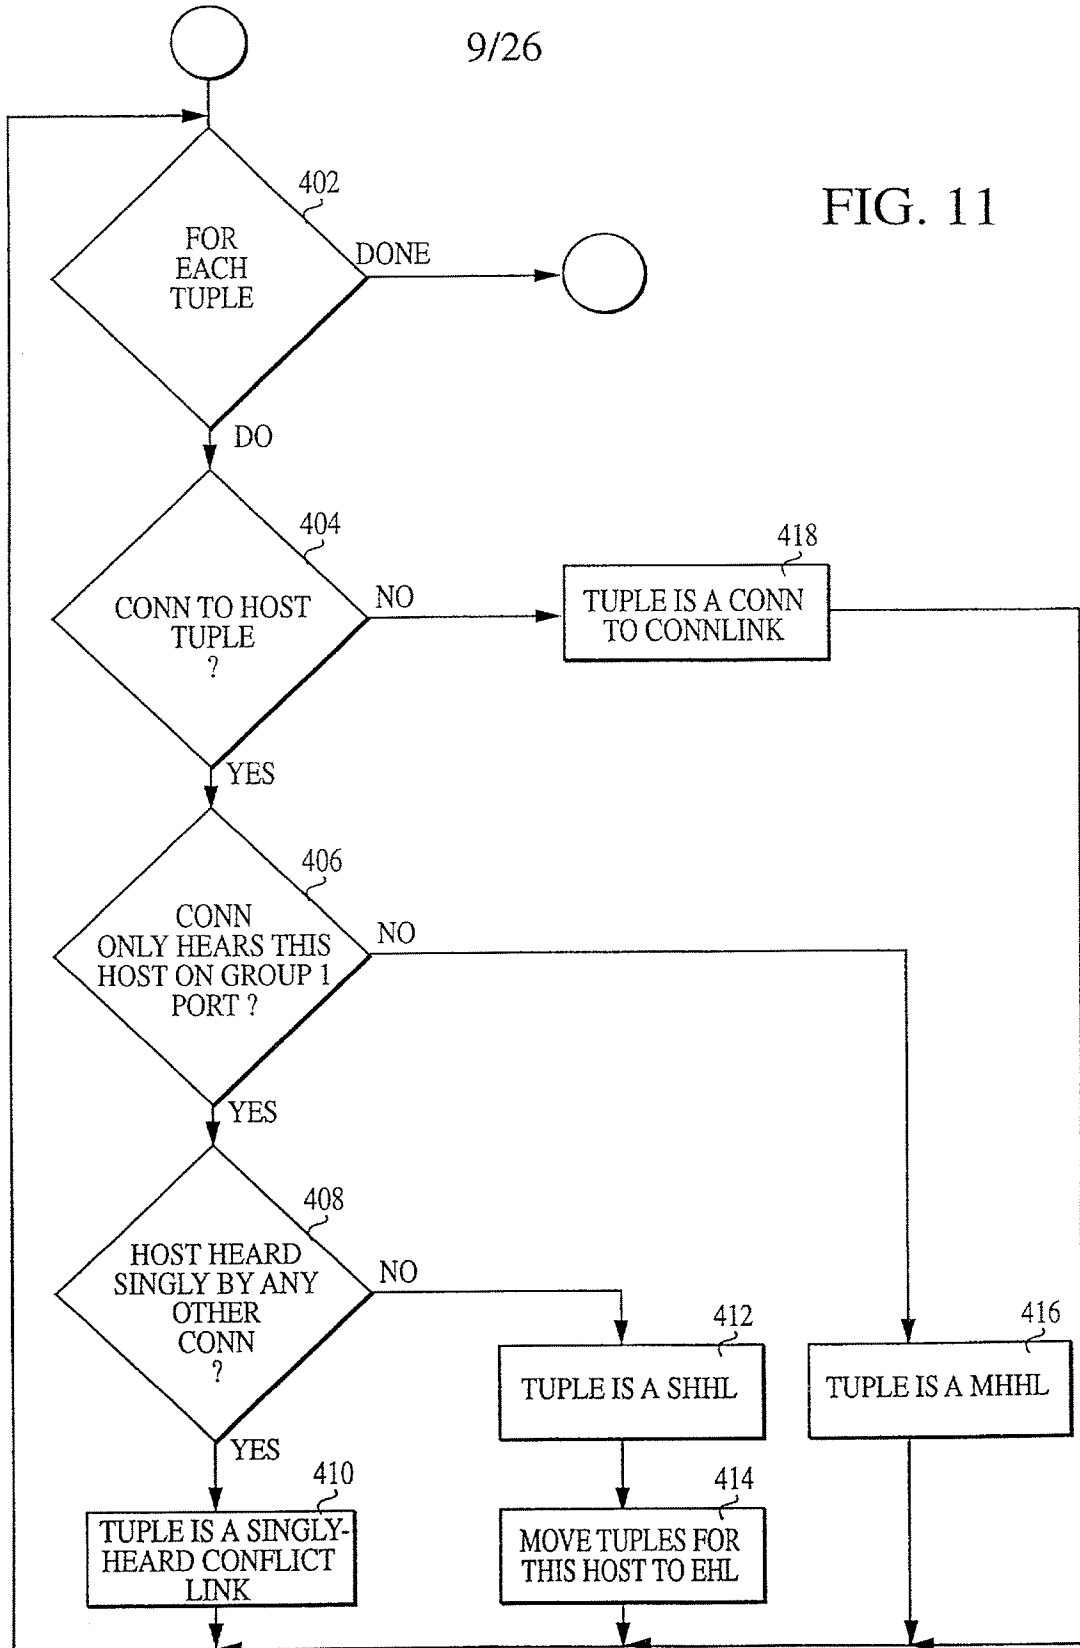 9/26
FIG. 11
402
FOR
EACH
TUPLE
DONE
DO
404
CONN TO HOST
TUPLE
?
NO
418
TUPLE IS A CONN
TO CONNLINK
YES
406
CONN
ONLY HEARS THIS
HOST ON GROUP 1
PORT ?
NO
YES
408
HOST HEARD
SINGLY BY ANY
OTHER
CONN
?
NO
412
TUPLE IS A SHHL
416
TUPLE IS A MHHL
YES
410
TUPLE IS A SINGLY-
HEARD CONFLICT
LINK
414
MOVE TUPLES FOR
THIS HOST TO EHL